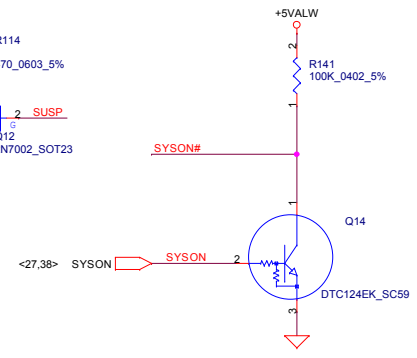 +5VALW
R114
70_0603_5%
2
R141
100K_0402_5%
1
2
SUSP
G
Q12
N7002_SOT23
SYSON#
1
Q14
<27,38>
SYSON
SYSON
2
DTC124EK_SC59
3